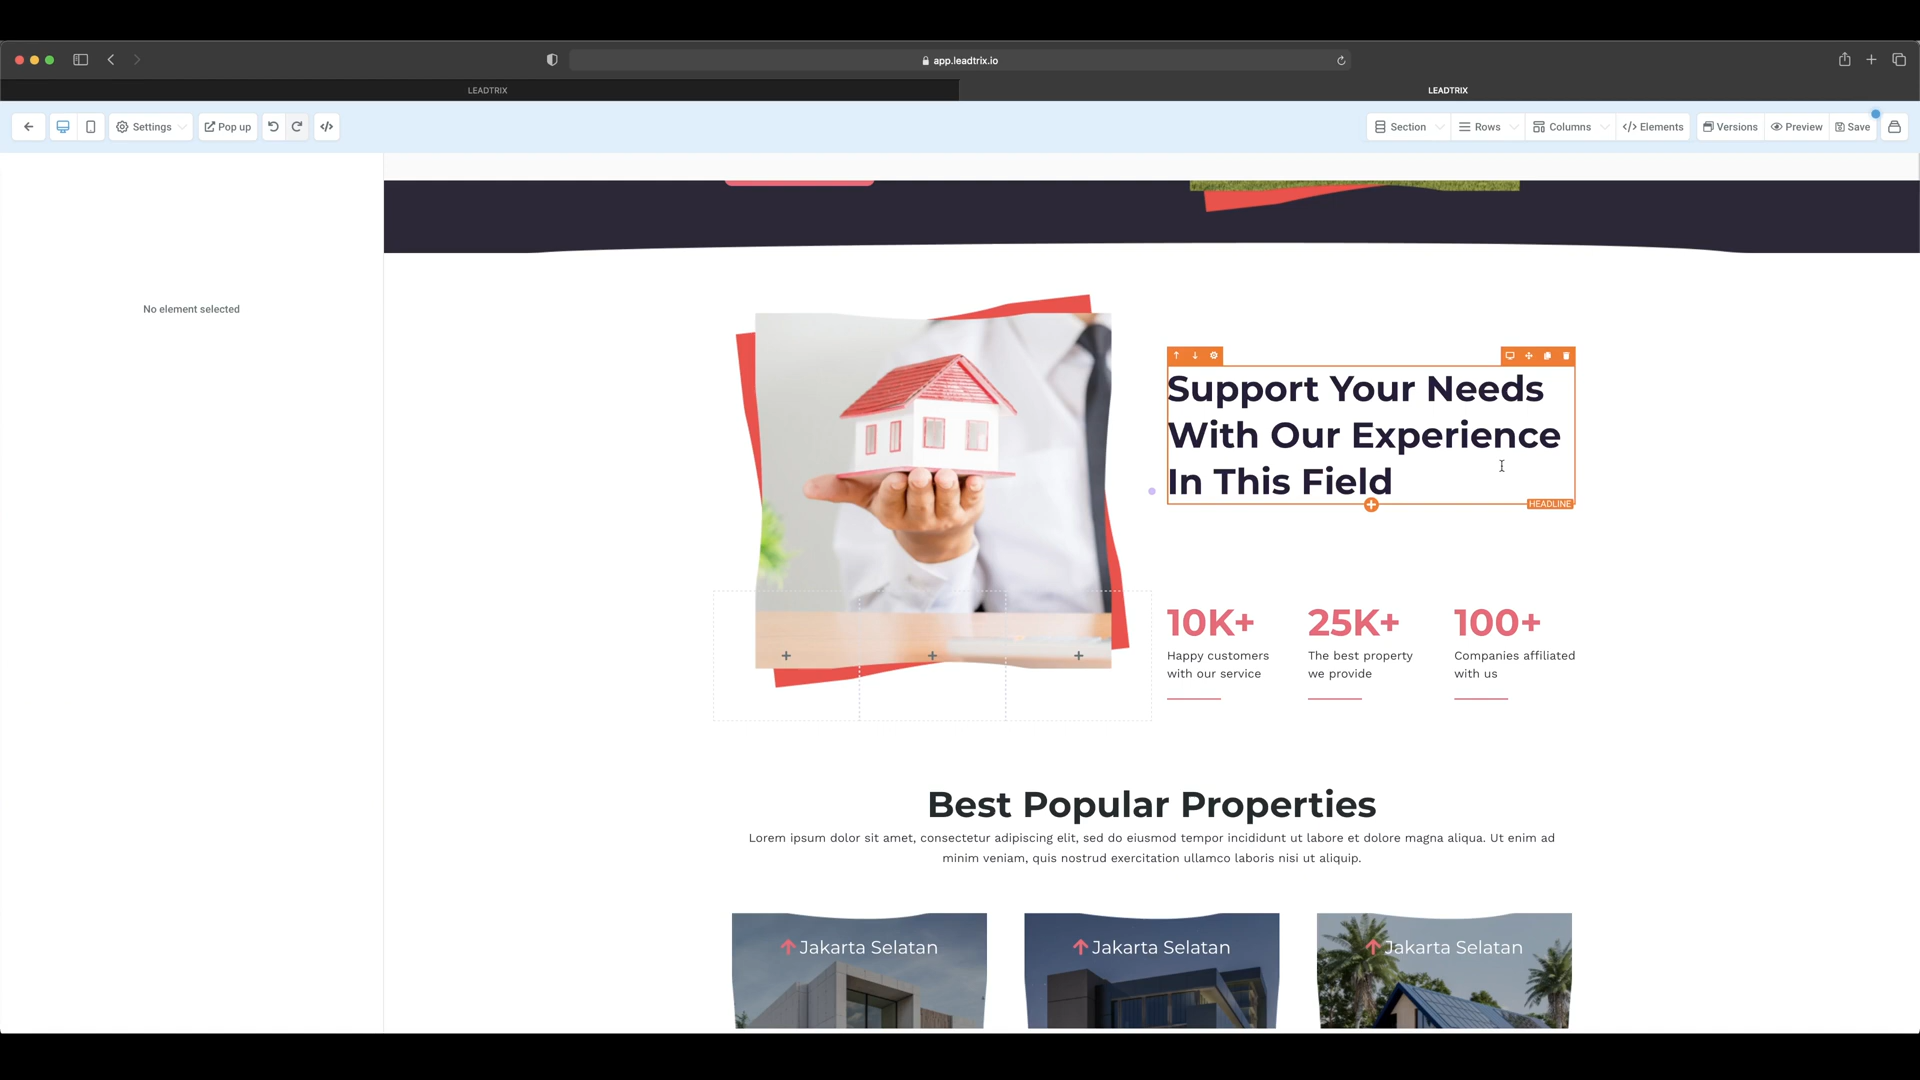 app.leadtrix.io
LEADTRIX
LEADTRIX
Settings
Pop up
Section
Rows
Columns
</> Elements
Versions
Preview
Save
No element selected
Support Your Needs
With Our Experience
In This Field
HEADLINE
10K+
Happy customers
with our service
25K+
The best property
we provide
100+
Companies affiliated
with us
Best Popular Properties
Lorem ipsum dolor sit amet, consectetur adipiscing elit, sed do eiusmod tempor incididunt ut labore et dolore magna aliqua. Ut enim ad
minim veniam, quis nostrud exercitation ullamco laboris nisi ut aliquip.
Jakarta Selatan
Jakarta Selatan
Jakarta Selatan